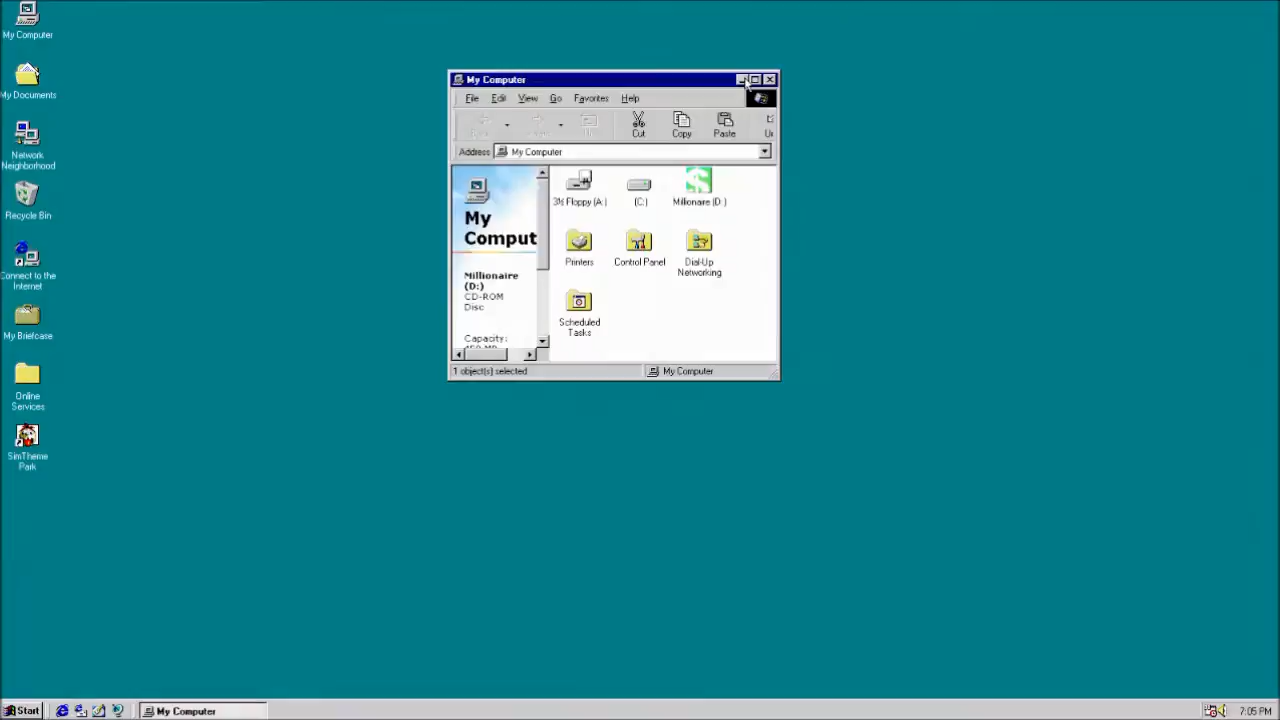 My Computer
My Documents
Network
Neighborhood
Recycle Bin
Connect to the
Internet
My Briefcase
Online
Services
SimTheme
Park
My Computer
File Edit View Go Favorites Help
Cut Copy Paste
Address My Computer
My
Comput
Millionaire
(D:)
CD-ROM
Disc
Capacity:
3½ Floppy (A:) (C:) Millionaire (D:)
Printers Control Panel Dial-Up
Networking
Scheduled
Tasks
1 object(s) selected My Computer
Start My Computer 7:05 PM